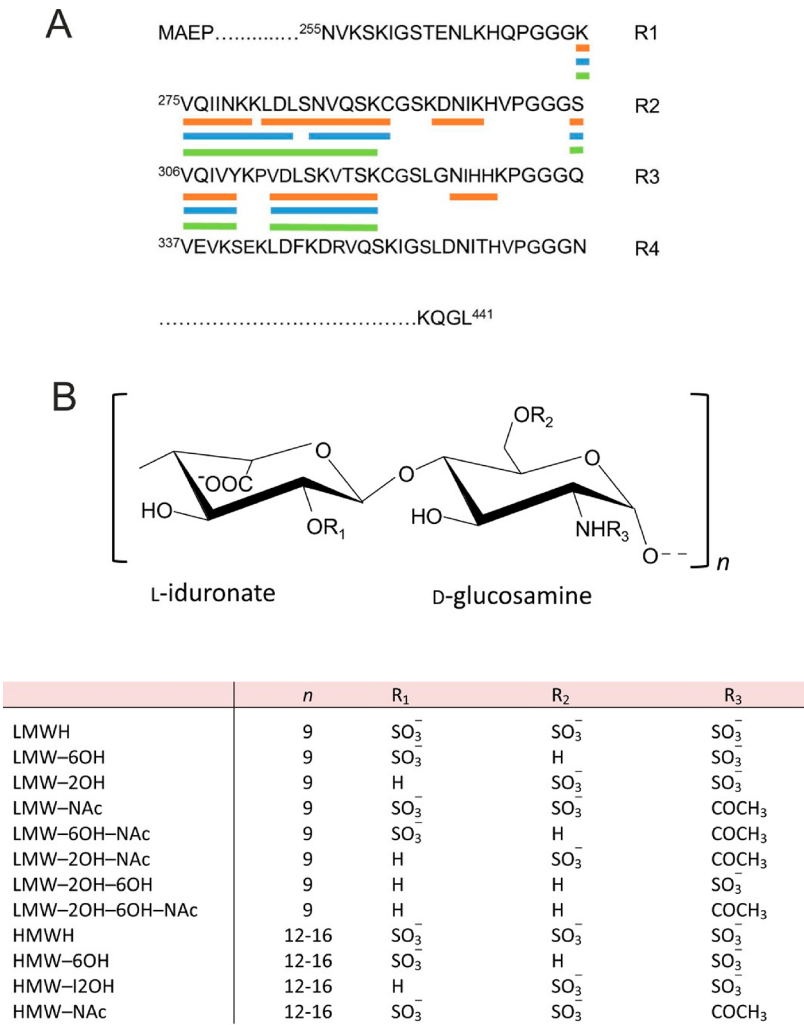 A
MAEP..............²⁵⁵NVKSKIGSTENLKHQPGGGK R1
²⁷⁵VQIINKKLDLSNVQSKCGSKDNIKHVPGGGS R2
³⁰⁶VQIVYKPVDLSKVTSKCGSLGNIHHKPGGGQ R3
³³⁷VEVKSEKLDFKDRVQSKIGSLDNITHVPGGGN R4
.......................................KQGL⁴⁴¹
B
OR₂
O O
⁻OOC O
HO OR₁ HO NHR₃
O n
L-iduronate D-glucosamine
n R₁ R₂ R₃
LMWH 9 SO₃⁻ SO₃⁻ SO₃⁻
LMW–6OH 9 SO₃⁻ H SO₃⁻
LMW–2OH 9 H SO₃⁻ SO₃⁻
LMW–NAc 9 SO₃⁻ SO₃⁻ COCH₃
LMW–6OH–NAc 9 SO₃⁻ H COCH₃
LMW–2OH–NAc 9 H SO₃⁻ COCH₃
LMW–2OH–6OH 9 H H SO₃⁻
LMW–2OH–6OH–NAc 9 H H COCH₃
HMWH 12-16 SO₃⁻ SO₃⁻ SO₃⁻
HMW–6OH 12-16 SO₃⁻ H SO₃⁻
HMW–I2OH 12-16 H SO₃⁻ SO₃⁻
HMW–NAc 12-16 SO₃⁻ SO₃⁻ COCH₃